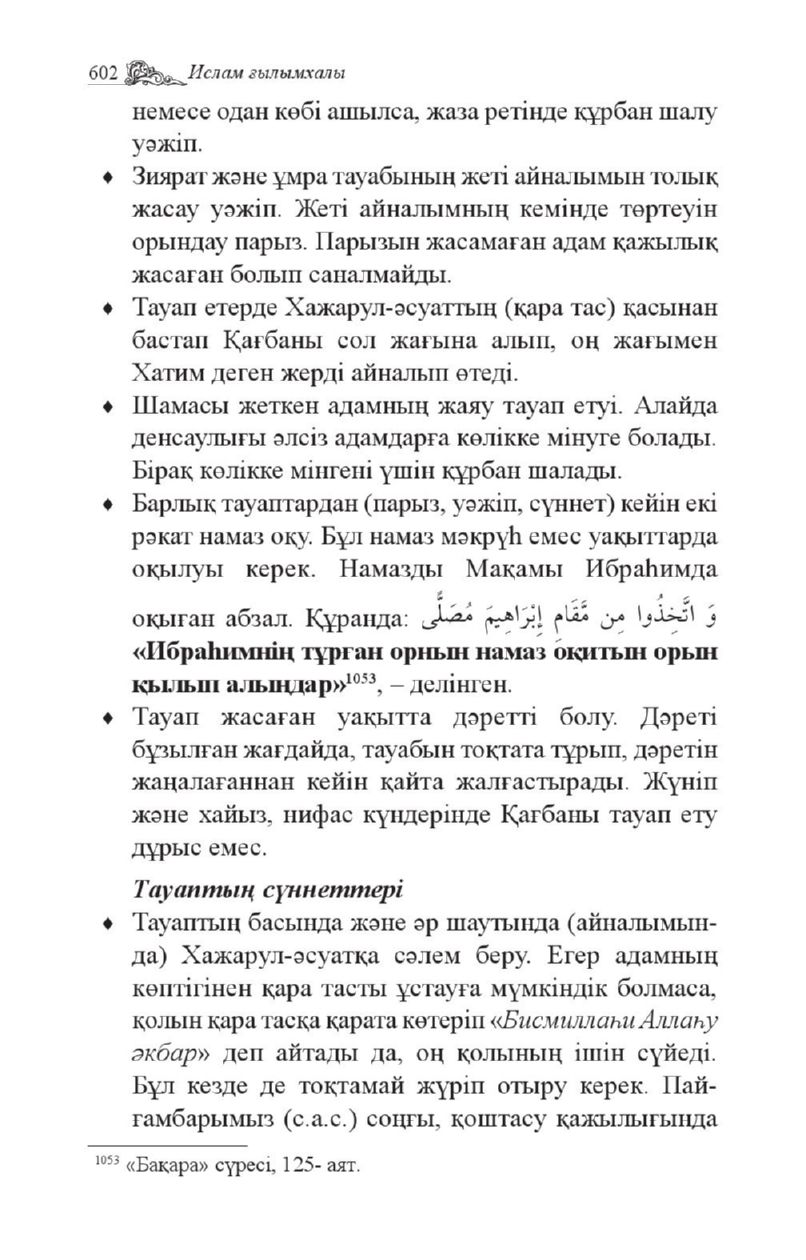 602 Ислам ғылымхалы
немесе одан көбі ашылса, жаза ретінде құрбан шалу
уәжіп.
♦ Зиярат және ұмра тауабының жеті айналымын толық
жасау уәжіп. Жеті айналымның кемінде төртеуін
орындау парыз. Парызын жасамаған адам қажылық
жасаған болып саналмайды.
♦ Тауап етерде Хажарул-әсуаттың (қара тас) қасынан
бастап Қағбаны сол жағына алып, оң жағымен
Хатим деген жерді айналып өтеді.
♦ Шамасы жеткен адамның жаяу тауап етуі. Алайда
денсаулығы әлсіз адамдарға көлікке мінуге болады.
Бірақ көлікке мінгені үшін құрбан шалады.
♦ Барлық тауаптардан (парыз, уәжіп, сүннет) кейін екі
рәкат намаз оқу. Бұл намаз мәкрүһ емес уақыттарда
оқылуы керек. Намазды Мақамы Ибраһимда
оқыған абзал. Құранда: وَ اتَّخِذُوا مِن مَّقَامِ إِبْرَاهِيمَ مُصَلًّى
«Ибраһимнің тұрған орнын намаз оқитын орын
қылып алыңдар»¹⁰⁵³, – делінген.
♦ Тауап жасаған уақытта дәретті болу. Дәреті
бұзылған жағдайда, тауабын тоқтата тұрып, дәретін
жаңалағаннан кейін қайта жалғастырады. Жүніп
және хайыз, нифас күндерінде Қағбаны тауап ету
дұрыс емес.
Тауаптың сүннеттері
♦ Тауаптың басында және әр шаутында (айналымын-
да) Хажарул-әсуатқа сәлем беру. Егер адамның
көптігінен қара тасты ұстауға мүмкіндік болмаса,
қолын қара тасқа қарата көтеріп «Бисмиллаһи Аллаһу
әкбар» деп айтады да, оң қолының ішін сүйеді.
Бұл кезде де тоқтамай жүріп отыру керек. Пай-
ғамбарымыз (с.а.с.) соңғы, қоштасу қажылығында
¹⁰⁵³ «Бақара» сүресі, 125- аят.